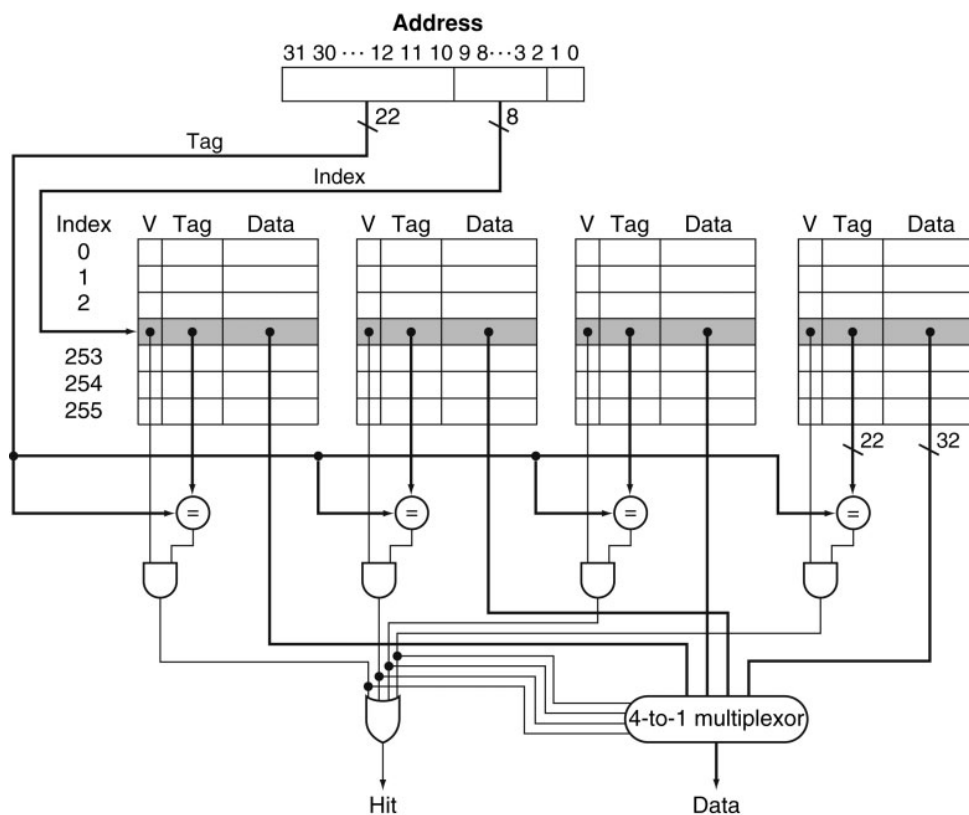 Address
31 30 ··· 12 11 10 9 8···3 2 1 0
22 8
Tag
Index
Index V Tag Data V Tag Data V Tag Data V Tag Data
0
1
2
253
254
255
22 32
= = = =
4-to-1 multiplexor
Hit Data